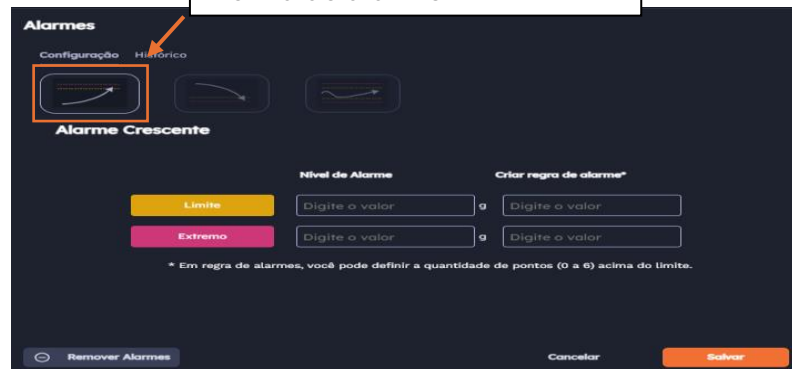 Alarmes
Configuração Histórico
Alarme Crescente
Nível de Alarme Criar regra de alarme*
Limite Digite o valor g Digite o valor
Extremo Digite o valor g Digite o valor
* Em regra de alarmes, você pode definir a quantidade de pontos (0 a 6) acima do limite.
Remover Alarmes Cancelar Salvar